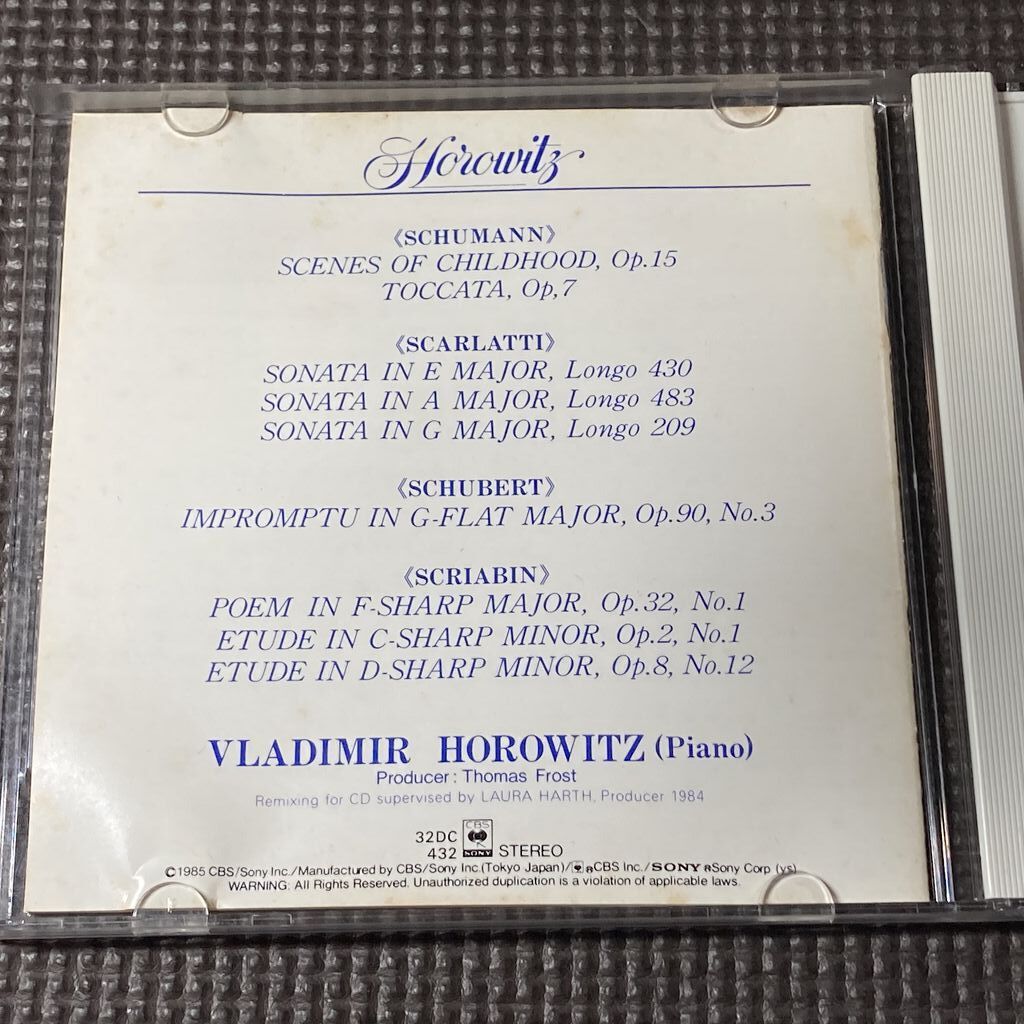 Horowitz
《SCHUMANN》
SCENES OF CHILDHOOD, Op.15
TOCCATA, Op,7
《SCARLATTI》
SONATA IN E MAJOR, Longo 430
SONATA IN A MAJOR, Longo 483
SONATA IN G MAJOR, Longo 209
《SCHUBERT》
IMPROMPTU IN G-FLAT MAJOR, Op.90, No.3
《SCRIABIN》
POEM IN F-SHARP MAJOR, Op.32, No.1
ETUDE IN C-SHARP MINOR, Op.2, No.1
ETUDE IN D-SHARP MINOR, Op.8, No.12
VLADIMIR HOROWITZ (Piano)
Producer : Thomas Frost
Remixing for CD supervised by LAURA HARTH, Producer 1984
32DC 432 CBS SONY STEREO
©1985 CBS/Sony Inc./Manufactured by CBS/Sony Inc.(Tokyo Japan)/ ®CBS Inc./SONY®Sony Corp (ys)
WARNING: All Rights Reserved. Unauthorized duplication is a violation of applicable laws.